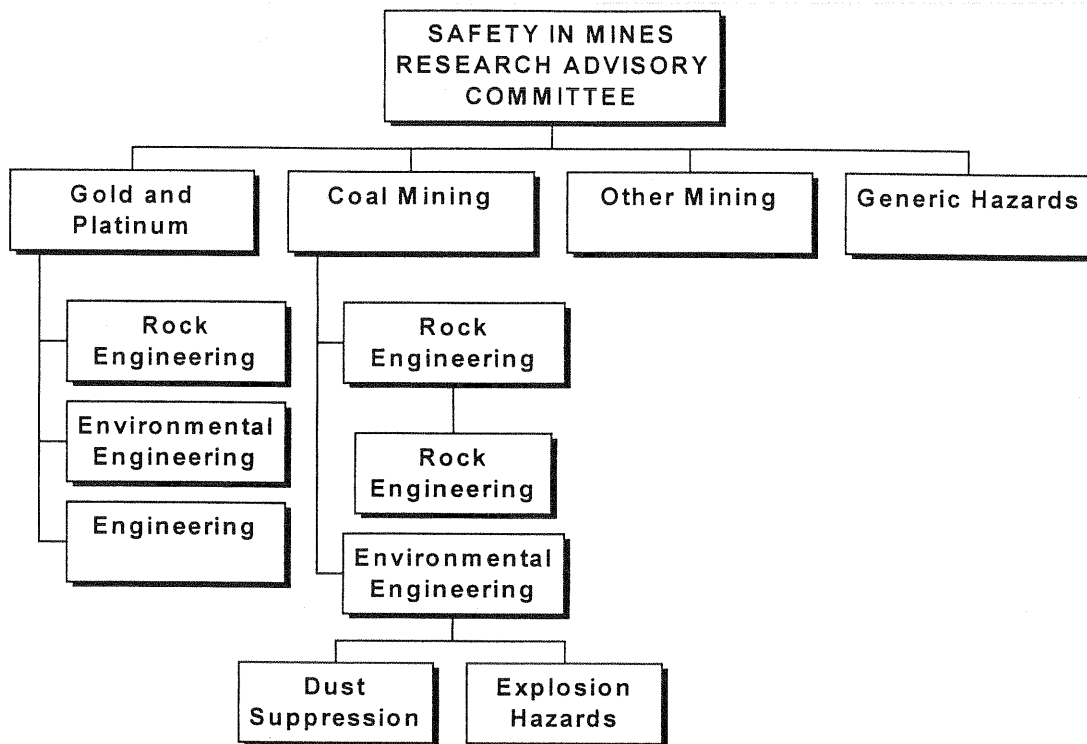 SAFETY IN MINES
RESEARCH ADVISORY
COMMITTEE
Gold and
Platinum
Coal Mining
Other Mining
Generic Hazards
Rock
Engineering
Environmental
Engineering
Engineering
Rock
Engineering
Rock
Engineering
Environmental
Engineering
Dust
Suppression
Explosion
Hazards